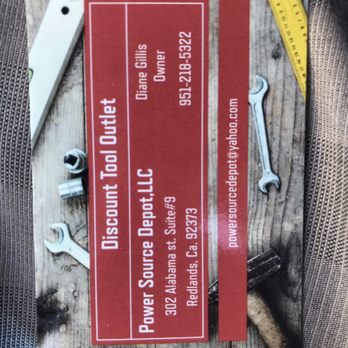 Discount Tool Outlet
Power Source Depot,LLC
302 Alabama st. Suite#9
Redlands, Ca. 92373
Diane Gillis
Owner
951-218-5322
powersourcedepot@yahoo.com